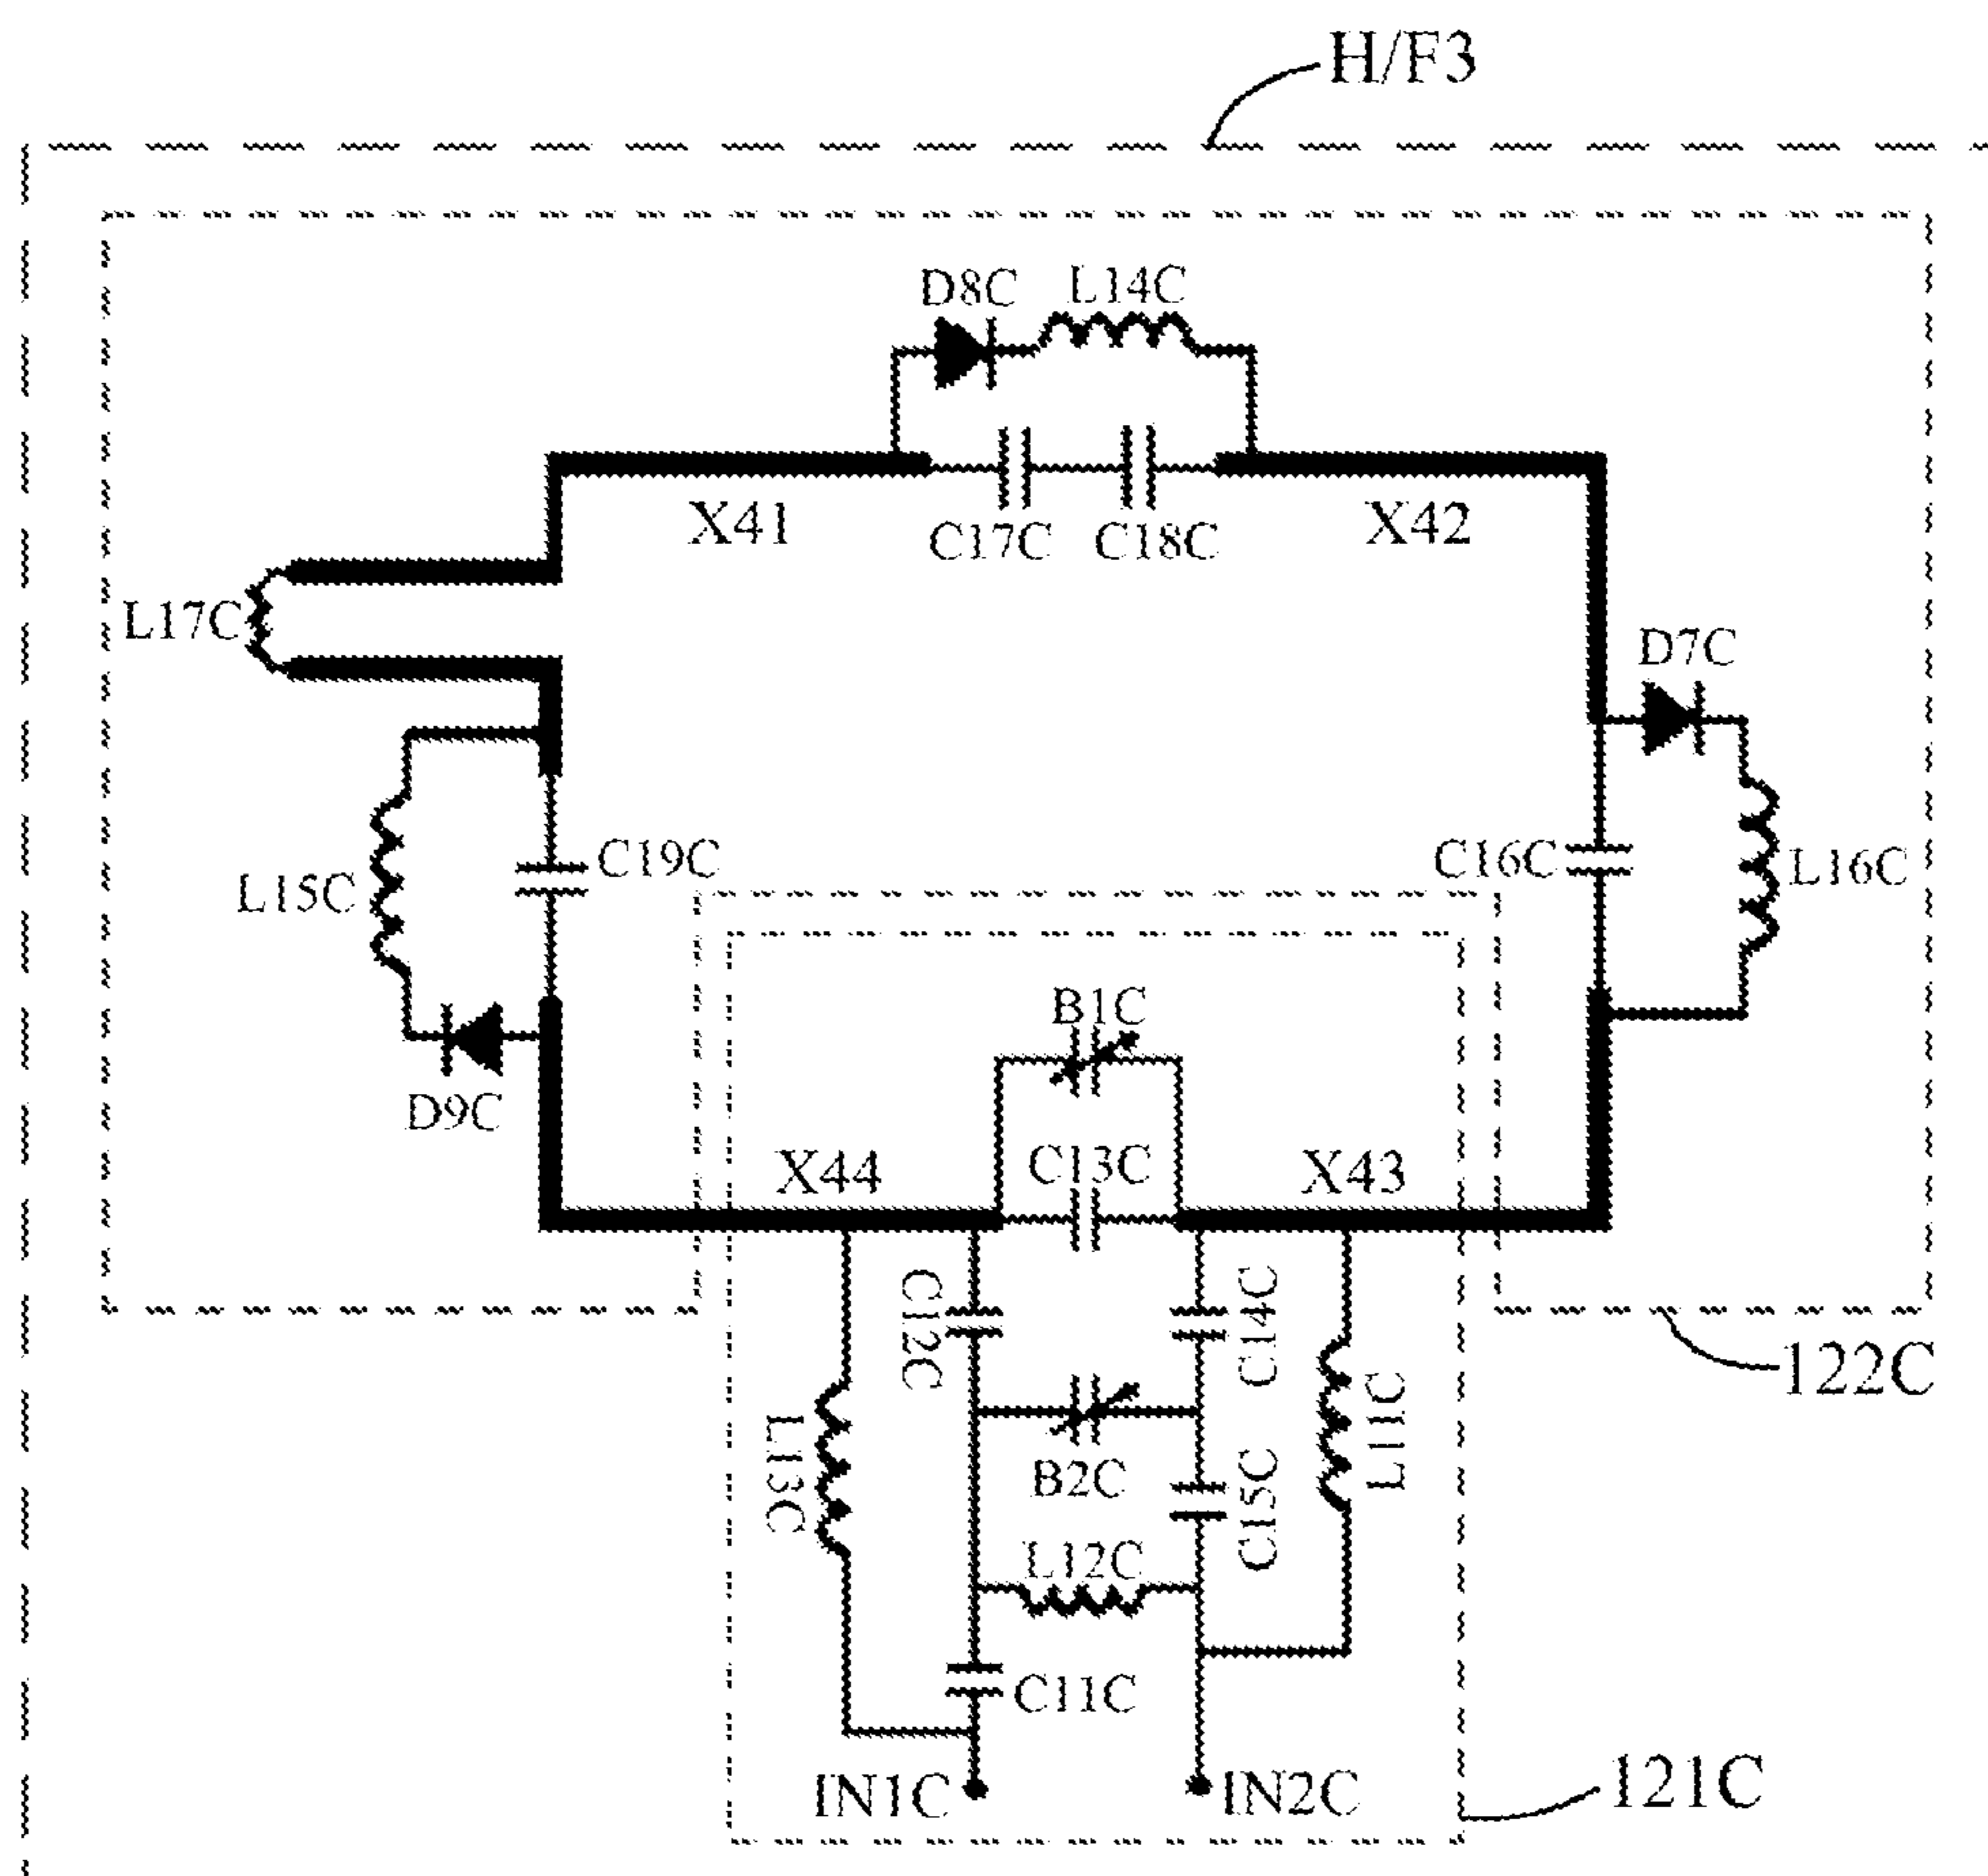 H/F3
D8C
L14C
X41
C17C
C18C
X42
L17C
D7C
C19C
C16C
L15C
L16C
B1C
D9C
X44
C13C
X43
C12C
C14C
122C
L13C
B2C
C15C
L11C
L12C
C11C
IN1C
IN2C
121C